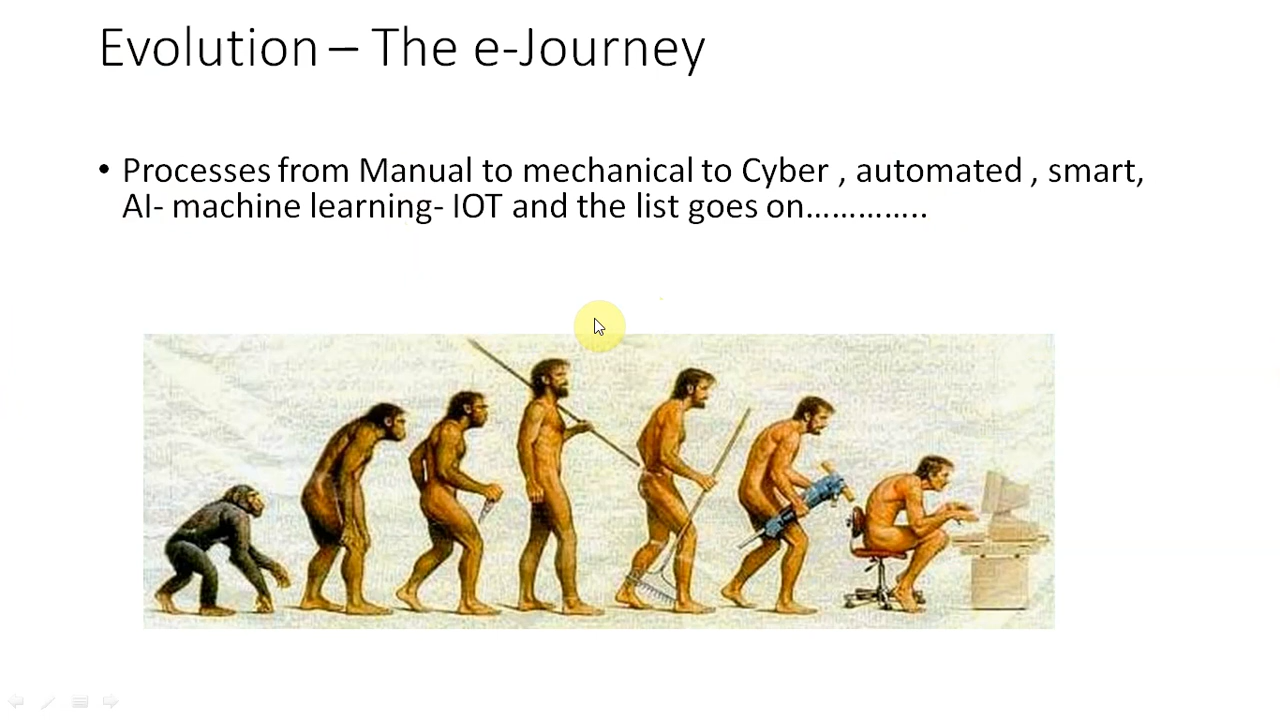 Evolution – The e-Journey
• Processes from Manual to mechanical to Cyber , automated , smart,
AI- machine learning- IOT and the list goes on…………..